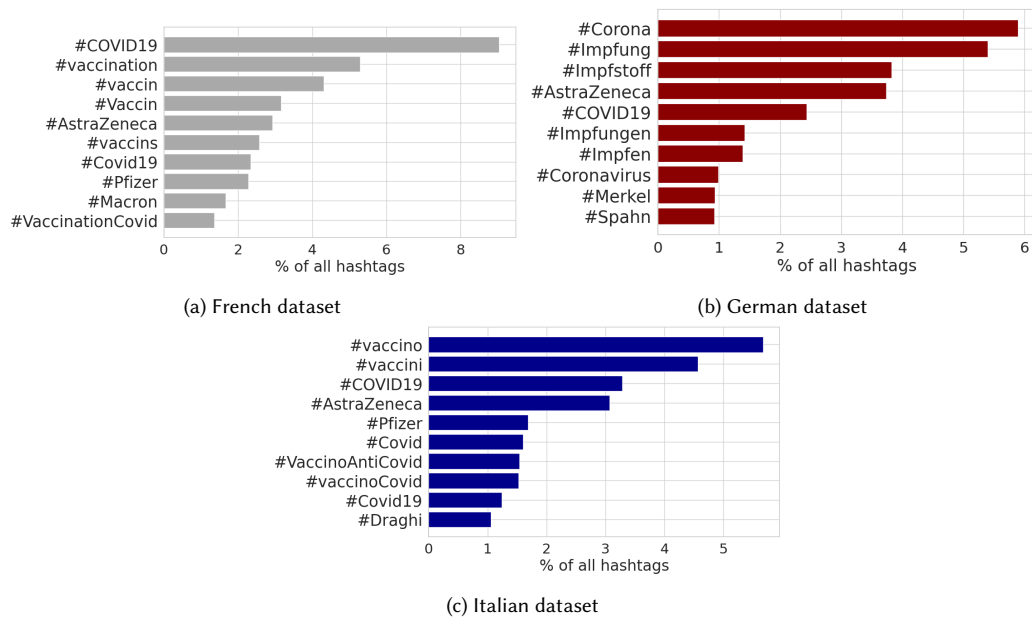 #COVID19
#vaccination
#vaccin
#Vaccin
#AstraZeneca
#vaccins
#Covid19
#Pfizer
#Macron
#VaccinationCovid
0 2 4 6 8
% of all hashtags
(a) French dataset
#Corona
#Impfung
#Impfstoff
#AstraZeneca
#COVID19
#Impfungen
#Impfen
#Coronavirus
#Merkel
#Spahn
0 1 2 3 4 5 6
% of all hashtags
(b) German dataset
#vaccino
#vaccini
#COVID19
#AstraZeneca
#Pfizer
#Covid
#VaccinoAntiCovid
#vaccinoCovid
#Covid19
#Draghi
0 1 2 3 4 5
% of all hashtags
(c) Italian dataset